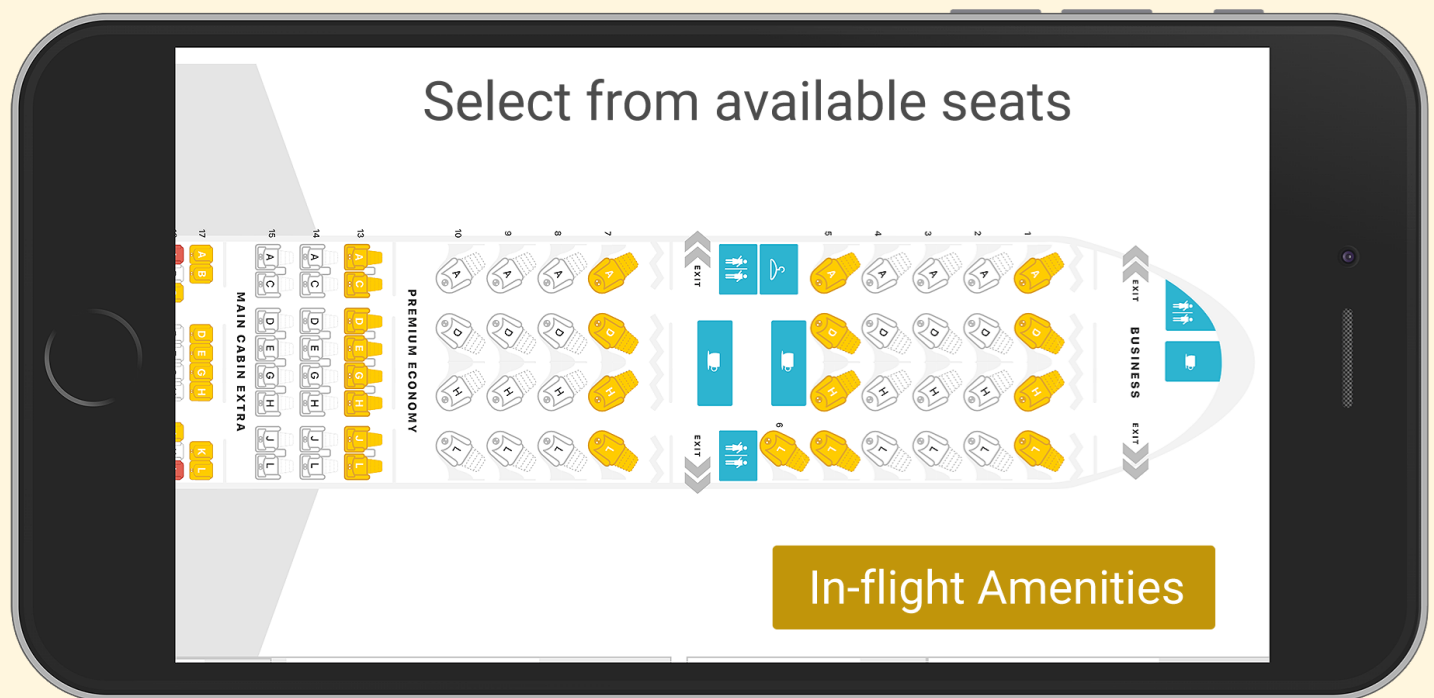 Select from available seats
17
15
14
13
10
9
8
7
5
4
3
2
1
A
B
A
C
A
C
A
C
A
A
A
A
EXIT
A
A
A
A
A
EXIT
D
E
G
H
MAIN CABIN EXTRA
D
E
G
H
D
E
G
H
D
E
G
H
PREMIUM ECONOMY
D
H
D
H
D
H
D
H
D
H
D
H
D
H
D
H
D
H
BUSINESS
K
L
J
L
J
L
J
L
L
L
L
L
EXIT
6
L
L
L
L
L
L
EXIT
In-flight Amenities